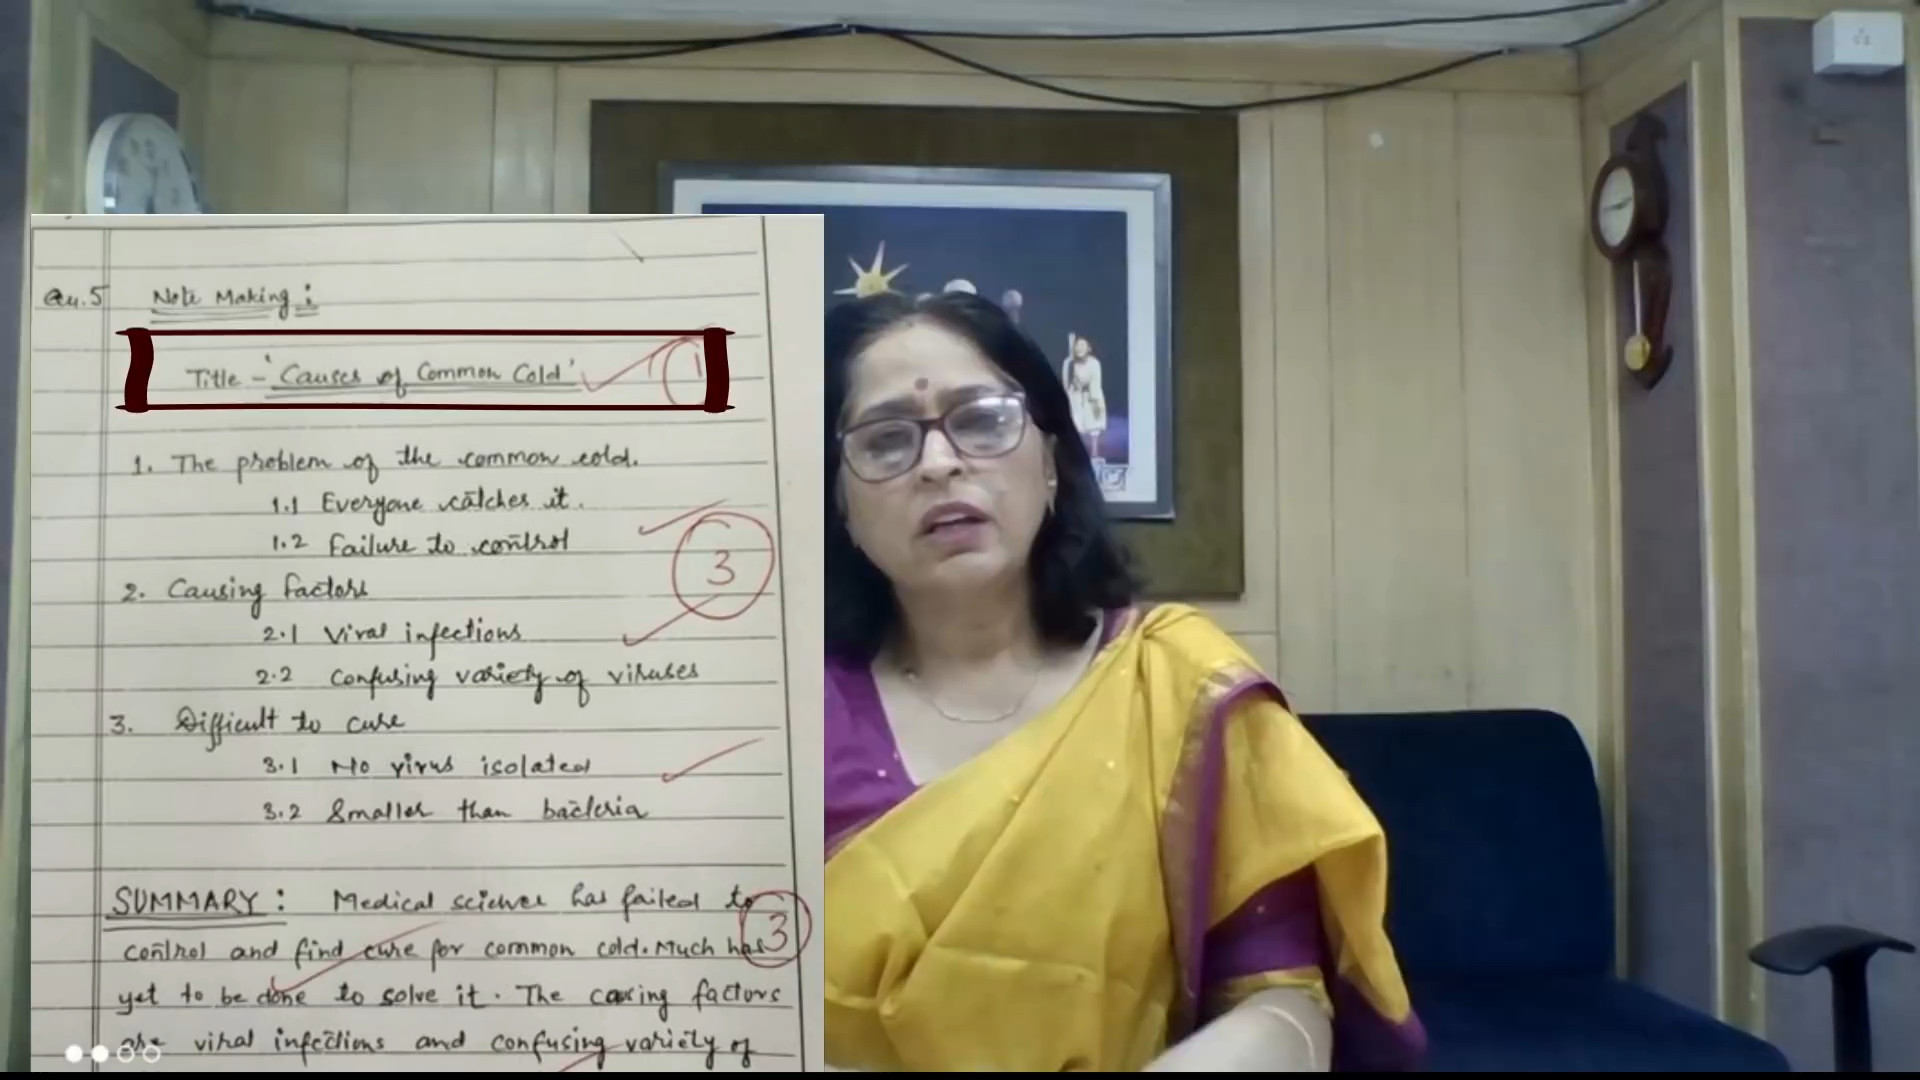 Qu.5 Note Making:
Title - 'Causes of Common Cold'
1
1. The problem of the common cold.
1.1 Everyone catches it.
1.2 Failure to control
3
2. Causing factors
2.1 Viral infections
2.2 Confusing variety of viruses
3. Difficult to cure
3.1 No virus isolated
3.2 Smaller than bacteria
SUMMARY: Medical science has failed to
3
control and find cure for common cold. Much has
yet to be done to solve it. The causing factors
are viral infections and confusing variety of